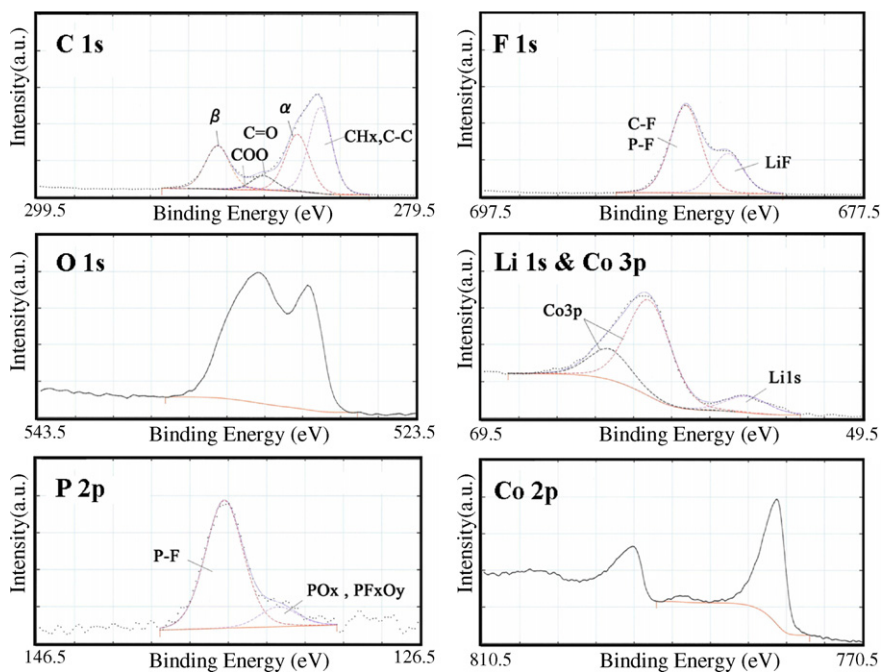 C 1s
Intensity(a.u.)
β
C=O
COO
α
CHx,C-C
299.5
Binding Energy (eV)
279.5
F 1s
Intensity(a.u.)
C-F
P-F
LiF
697.5
Binding Energy (eV)
677.5
O 1s
Intensity(a.u.)
543.5
Binding Energy (eV)
523.5
Li 1s & Co 3p
Intensity(a.u.)
Co3p
Li1s
69.5
Binding Energy (eV)
49.5
P 2p
Intensity(a.u.)
P-F
POx , PFxOy
146.5
Binding Energy (eV)
126.5
Co 2p
Intensity(a.u.)
810.5
Binding Energy (eV)
770.5